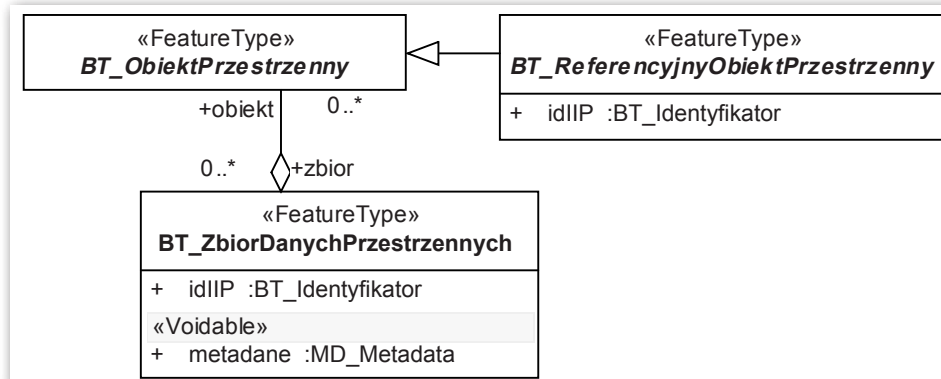 «FeatureType»
BT_ObiektPrzestrzenny
«FeatureType»
BT_ReferencyjnyObiektPrzestrzenny
+ idIIP :BT_Identyfikator
+obiekt 0..*
0..* +zbior
«FeatureType»
BT_ZbiorDanychPrzestrzennych
+ idIIP :BT_Identyfikator
«Voidable»
+ metadane :MD_Metadata